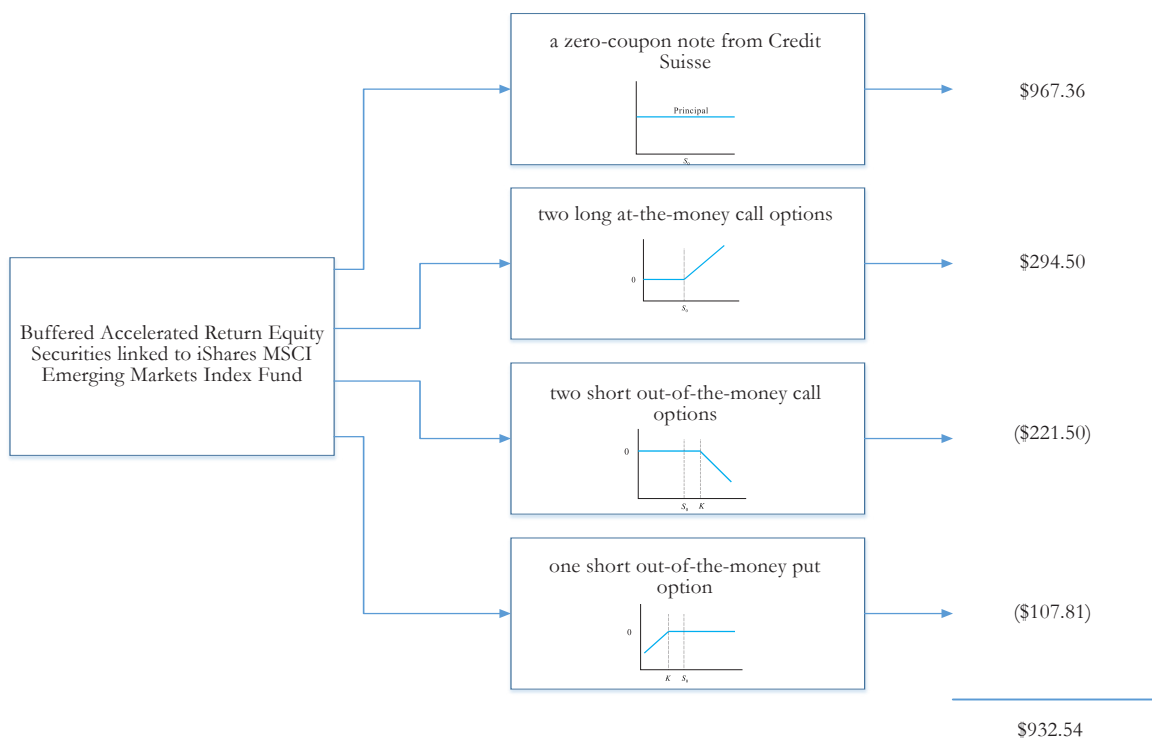 Buffered Accelerated Return Equity
Securities linked to iShares MSCI
Emerging Markets Index Fund
a zero-coupon note from Credit
Suisse
Principal
S₀
$967.36
two long at-the-money call options
0
S₀
$294.50
two short out-of-the-money call
options
0
S₀ K
($221.50)
one short out-of-the-money put
option
0
K S₀
($107.81)
$932.54